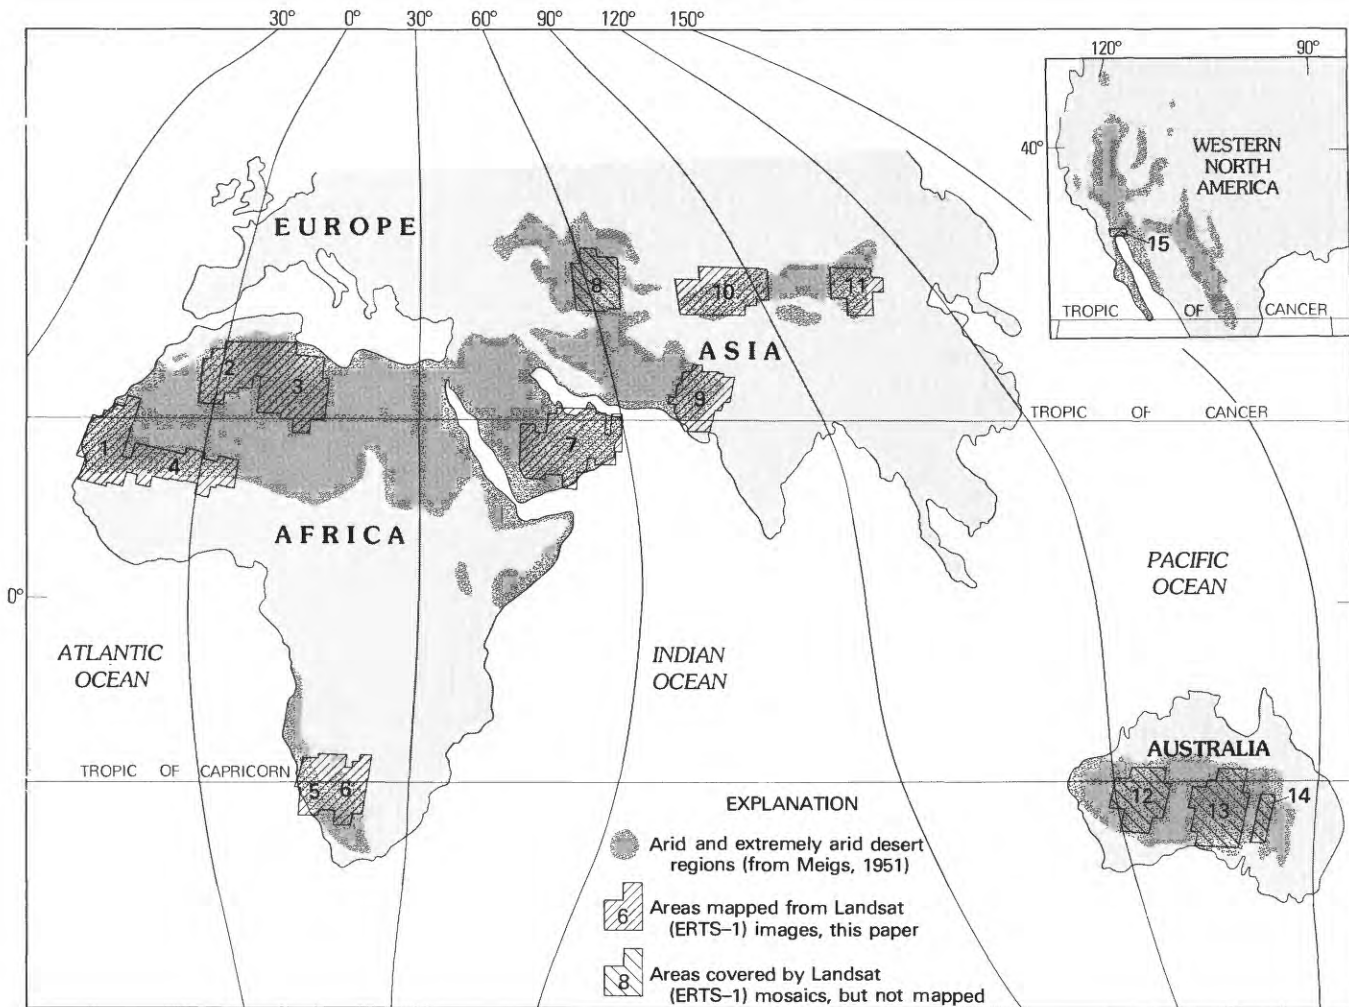 30° 0° 30° 60° 90° 120° 150°
120° 90°
40°
WESTERN
NORTH
AMERICA
15
TROPIC OF CANCER
EUROPE
8
10
11
ASIA
2
3
9
TROPIC OF CANCER
1
4
7
AFRICA
PACIFIC
OCEAN
0°
ATLANTIC
OCEAN
INDIAN
OCEAN
TROPIC OF CAPRICORN
5
6
AUSTRALIA
12
13
14
EXPLANATION
Arid and extremely arid desert
regions (from Meigs, 1951)
6
Areas mapped from Landsat
(ERTS–1) images, this paper
8
Areas covered by Landsat
(ERTS–1) mosaics, but not mapped